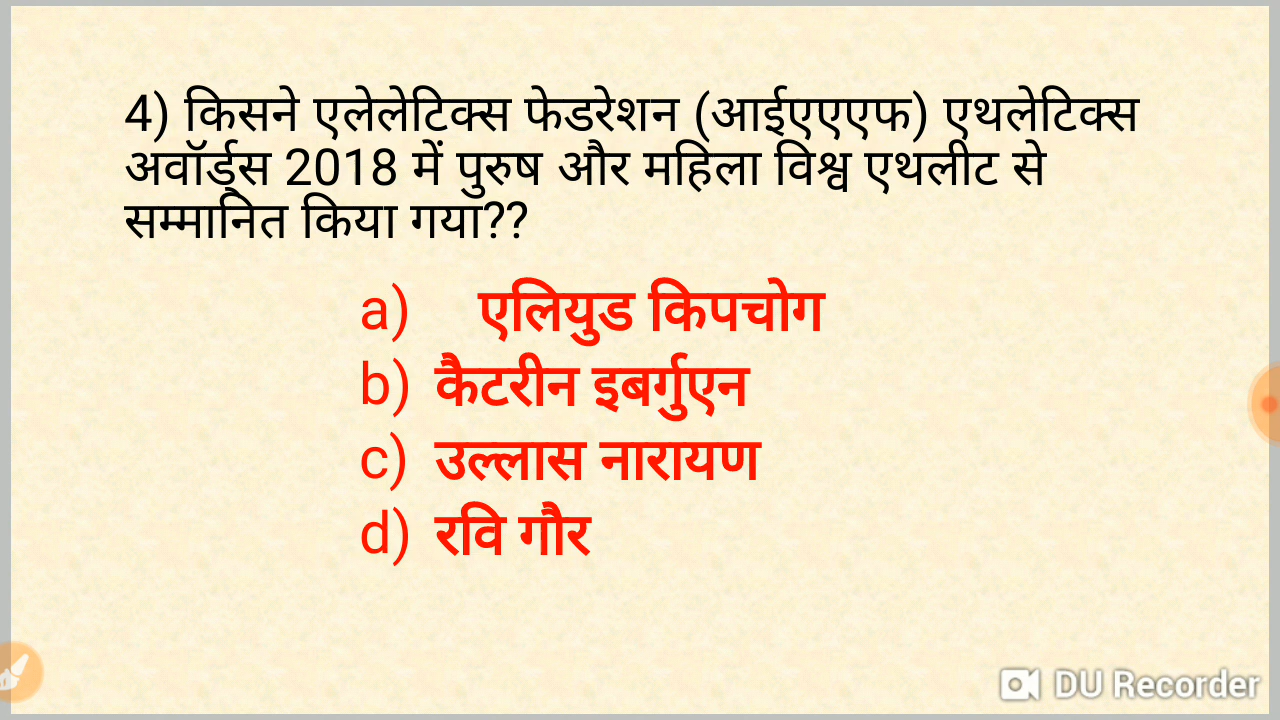 4) किसने एलेलेटिक्स फेडरेशन (आईएएएफ) एथलेटिक्स
अवॉर्ड्स 2018 में पुरुष और महिला विश्व एथलीट से
सम्मानित किया गया??
a) एलियुड किपचोग
b) कैटरीन इबर्गुएन
c) उल्लास नारायण
d) रवि गौर
DU Recorder